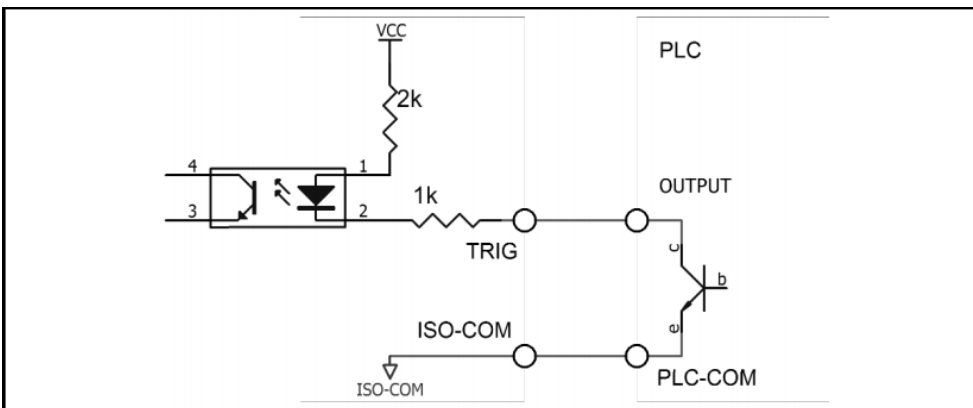 VCC
PLC
2k
4
1
OUTPUT
1k
3
2
TRIG
c
b
ISO-COM
e
ISO-COM
PLC-COM